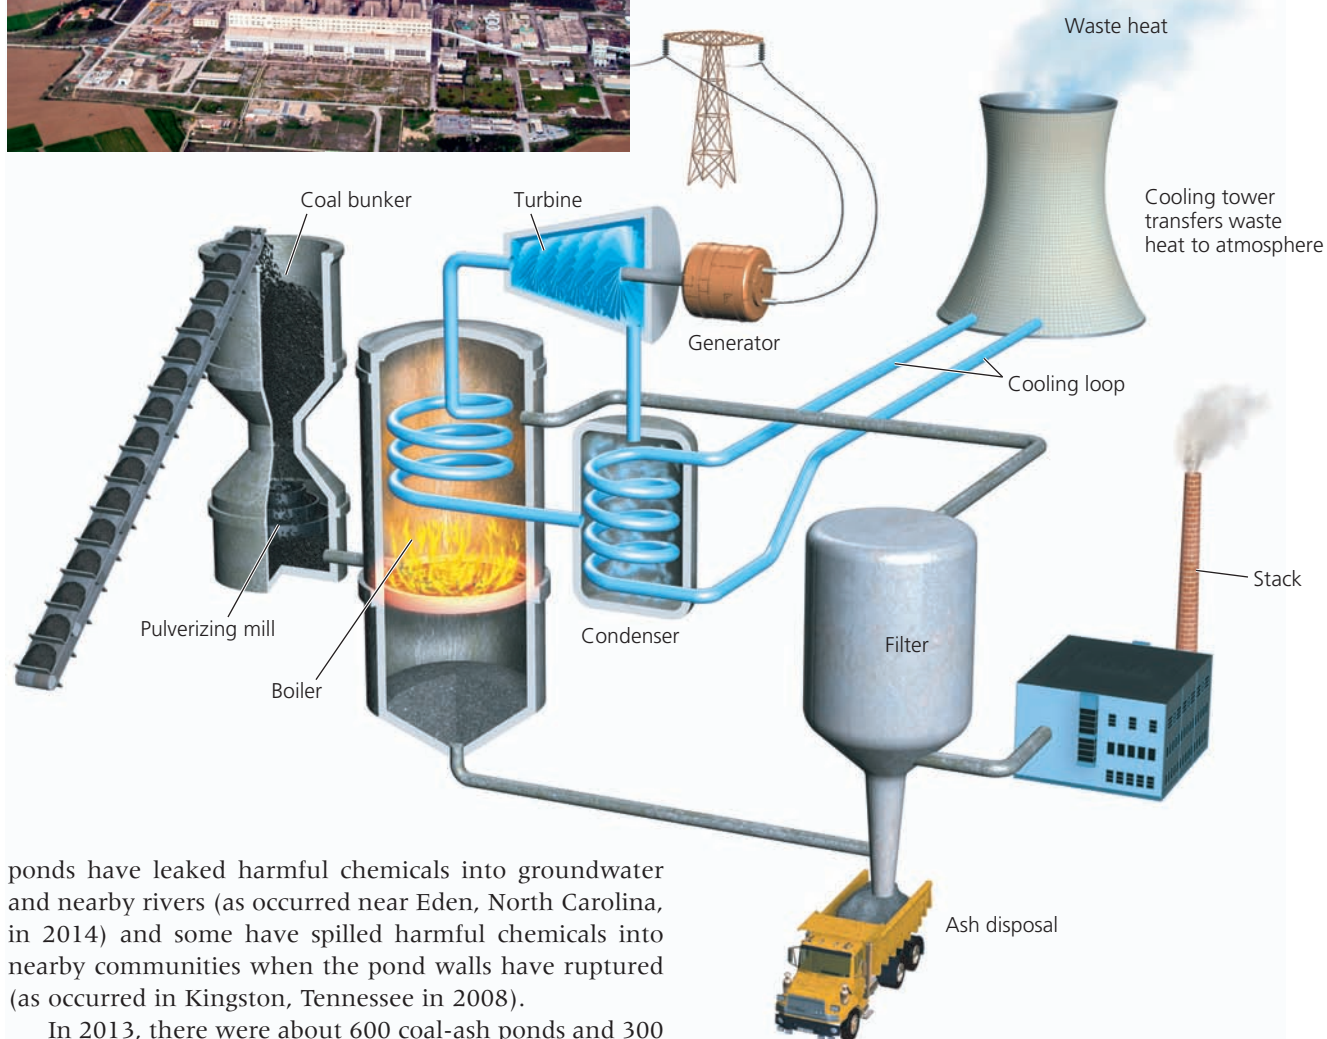 Waste heat
Coal bunker
Turbine
Cooling tower
transfers waste
heat to atmosphere
Generator
Cooling loop
Stack
Pulverizing mill
Condenser
Filter
Boiler
ponds have leaked harmful chemicals into groundwater
and nearby rivers (as occurred near Eden, North Carolina,
in 2014) and some have spilled harmful chemicals into
nearby communities when the pond walls have ruptured
(as occurred in Kingston, Tennessee in 2008).
In 2013, there were about 600 coal-ash ponds and 300
Ash disposal